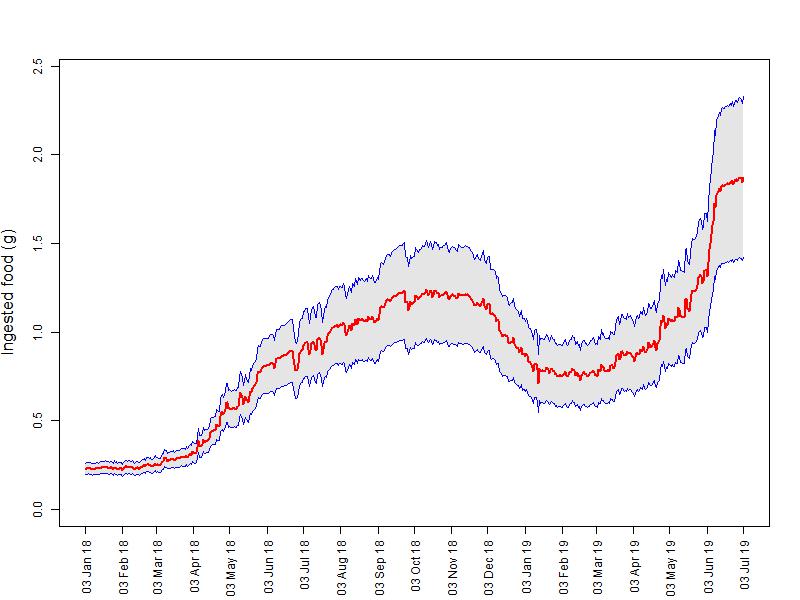 Ingested food (g)
2.5
2.0
1.5
1.0
0.5
0.0
03 Jan 18
03 Feb 18
03 Mar 18
03 Apr 18
03 May 18
03 Jun 18
03 Jul 18
03 Aug 18
03 Sep 18
03 Oct 18
03 Nov 18
03 Dec 18
03 Jan 19
03 Feb 19
03 Mar 19
03 Apr 19
03 May 19
03 Jun 19
03 Jul 19